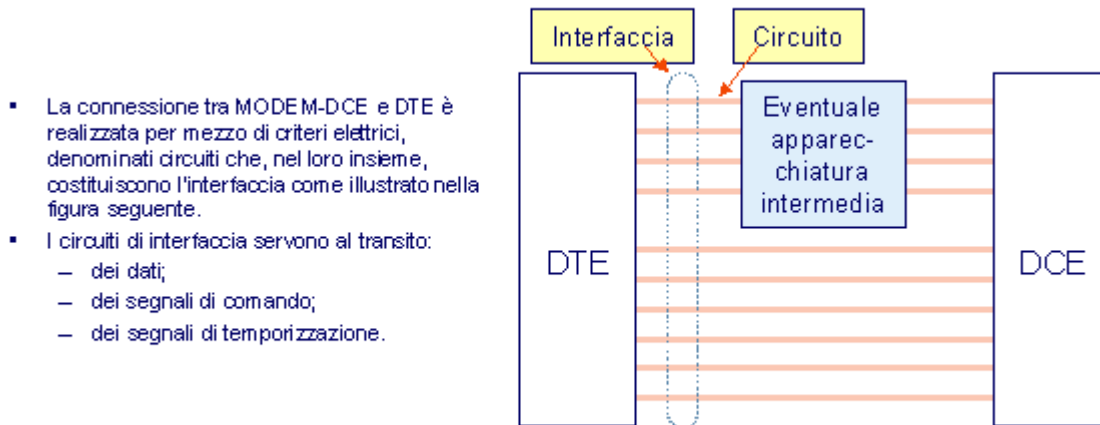 ▪ La connessione tra MODEM-DCE e DTE è
realizzata per mezzo di criteri elettrici,
denominati circuiti che, nel loro insieme,
costituiscono l'interfaccia come illustrato nella
figura seguente.
▪ I circuiti di interfaccia servono al transito:
– dei dati;
– dei segnali di comando;
– dei segnali di temporizzazione.
Interfaccia
Circuito
Eventuale
apparec-
chiatura
intermedia
DTE
DCE